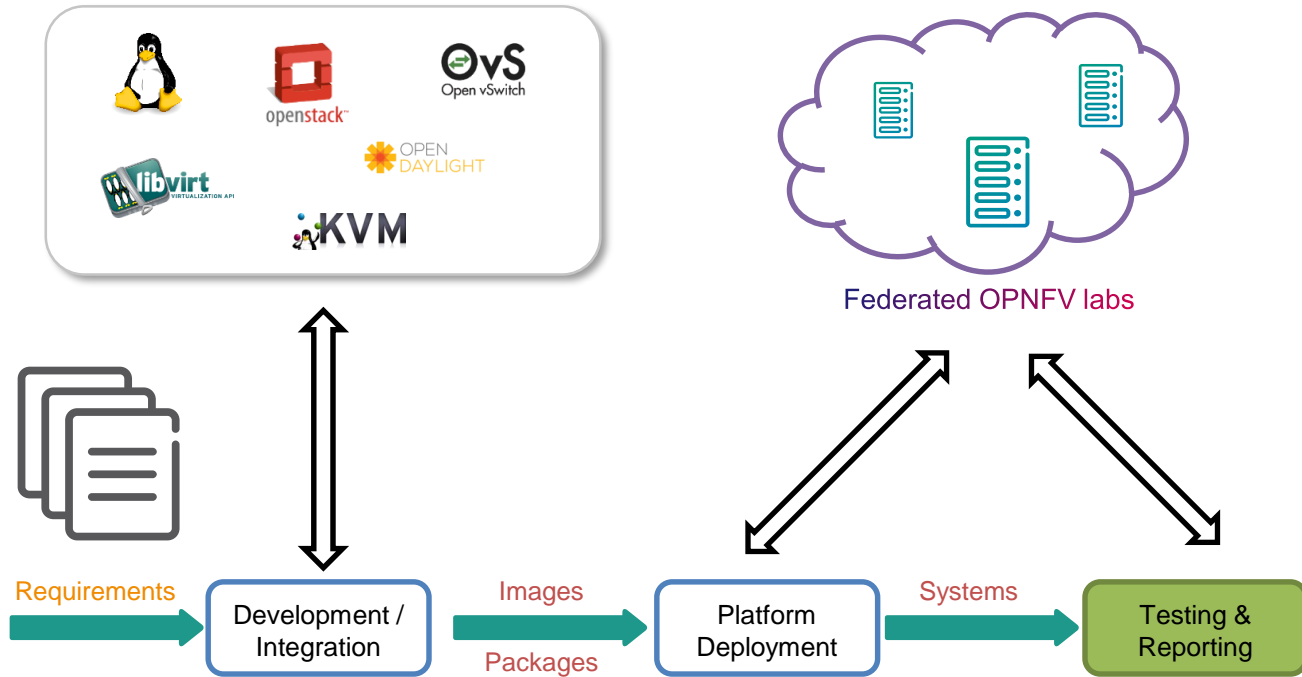 OvS
Open vSwitch
openstack™
OPEN
DAYLIGHT
libvirt
VIRTUALIZATION API
KVM
Federated OPNFV labs
Requirements
Development /
Integration
Images
Packages
Platform
Deployment
Systems
Testing &
Reporting